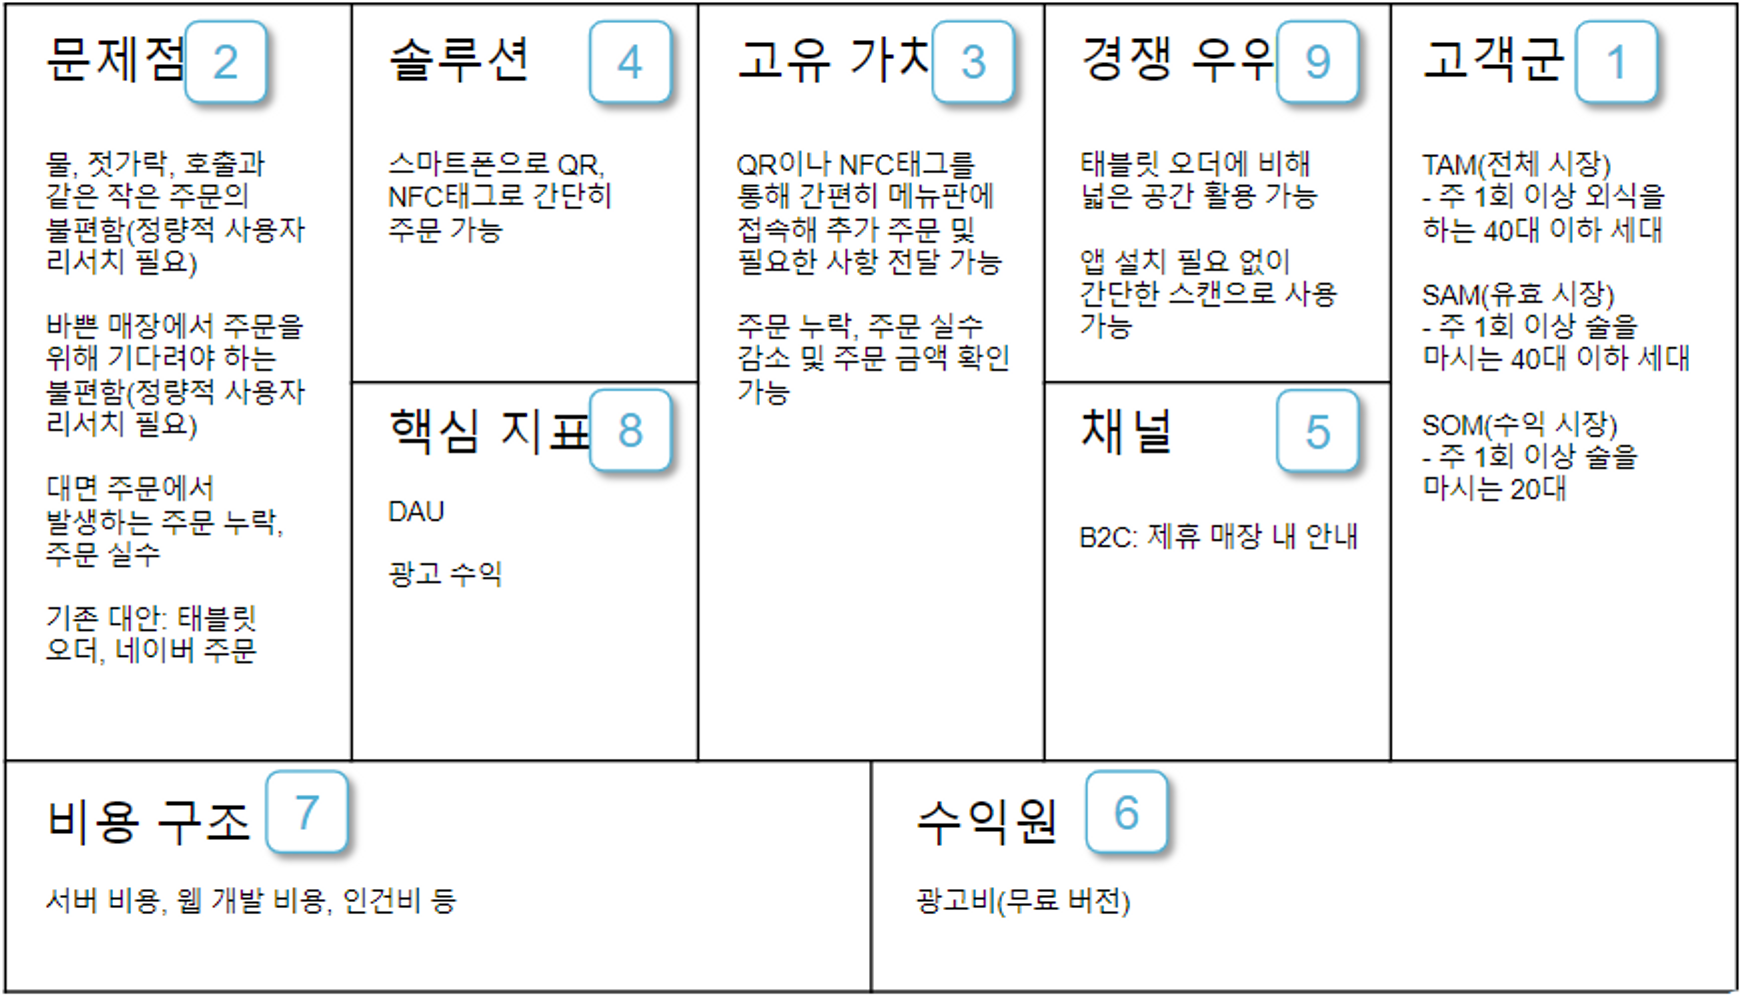 문제점 2
물, 젓가락, 호출과
같은 작은 주문의
불편함(정량적 사용자
리서치 필요)
바쁜 매장에서 주문을
위해 기다려야 하는
불편함(정량적 사용자
리서치 필요)
대면 주문에서
발생하는 주문 누락,
주문 실수
기존 대안: 태블릿
오더, 네이버 주문
솔루션 4
스마트폰으로 QR,
NFC태그로 간단히
주문 가능
핵심 지표 8
DAU
광고 수익
고유 가치 3
QR이나 NFC태그를
통해 간편히 메뉴판에
접속해 추가 주문 및
필요한 사항 전달 가능
주문 누락, 주문 실수
감소 및 주문 금액 확인
가능
경쟁 우위 9
태블릿 오더에 비해
넓은 공간 활용 가능
앱 설치 필요 없이
간단한 스캔으로 사용
가능
채널 5
B2C: 제휴 매장 내 안내
고객군 1
TAM(전체 시장)
- 주 1회 이상 외식을
하는 40대 이하 세대
SAM(유효 시장)
- 주 1회 이상 술을
마시는 40대 이하 세대
SOM(수익 시장)
- 주 1회 이상 술을
마시는 20대
비용 구조 7
서버 비용, 웹 개발 비용, 인건비 등
수익원 6
광고비(무료 버전)